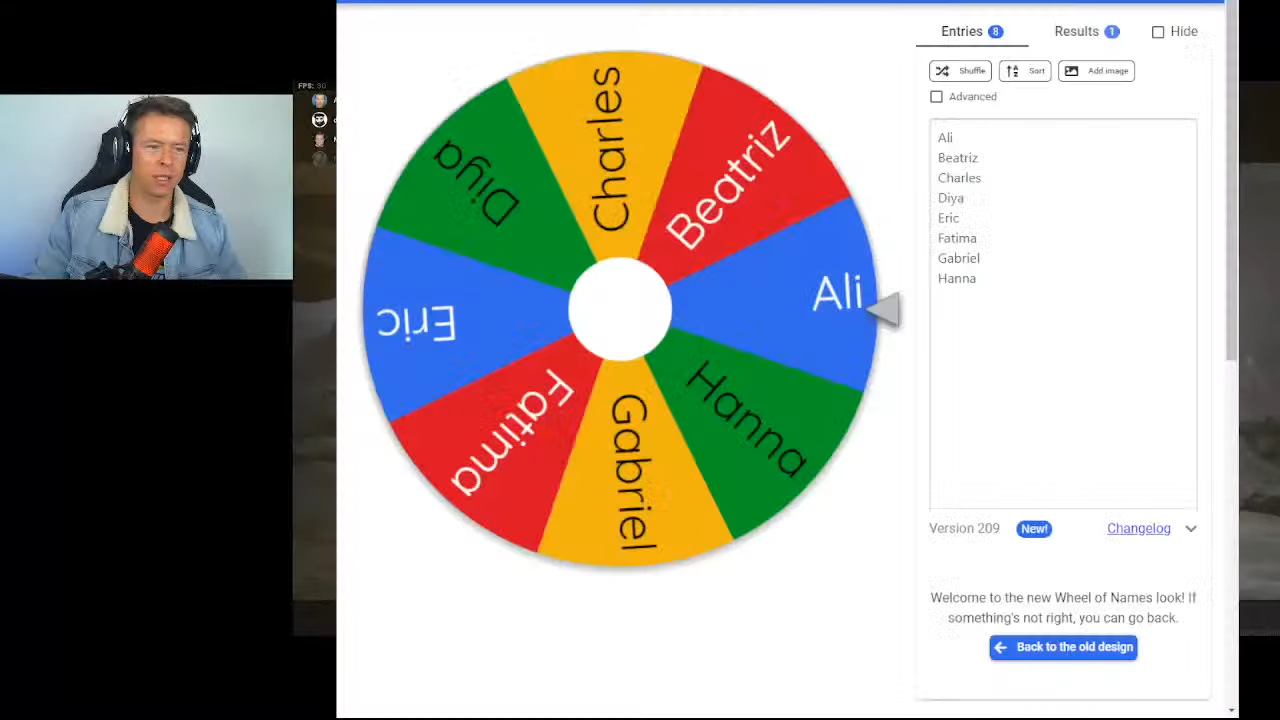 Entries 8 Results 1 Hide
Shuffle Sort Add image
Advanced
Ali
Beatriz
Charles
Diya
Eric
Fatima
Gabriel
Hanna
Version 209 New! Changelog
Welcome to the new Wheel of Names look! If
something's not right, you can go back.
Back to the old design
FPS: 30
Charles
Beatriz
Diya
Ali
Eric
Hanna
Fatima
Gabriel